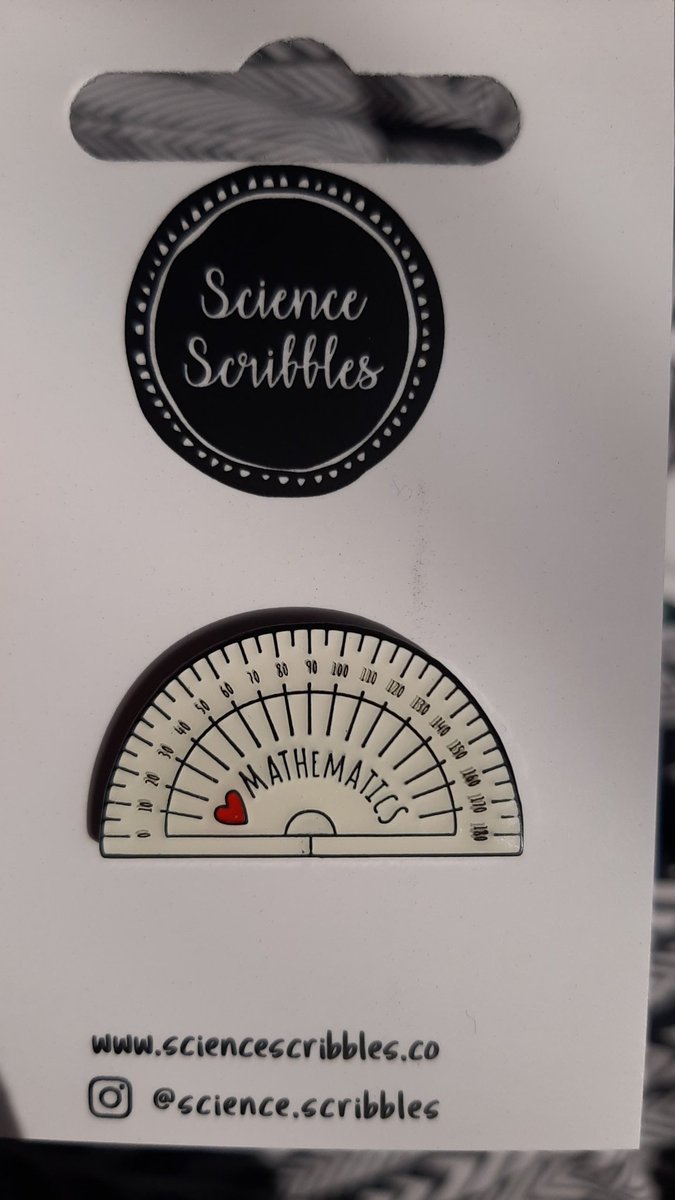 Science
Scribbles
0 10 20 30 40 50 60 70 80 90 100 110 120 130 140 150 160 170 180
MATHEMATICS
www.sciencescribbles.co
@science.scribbles